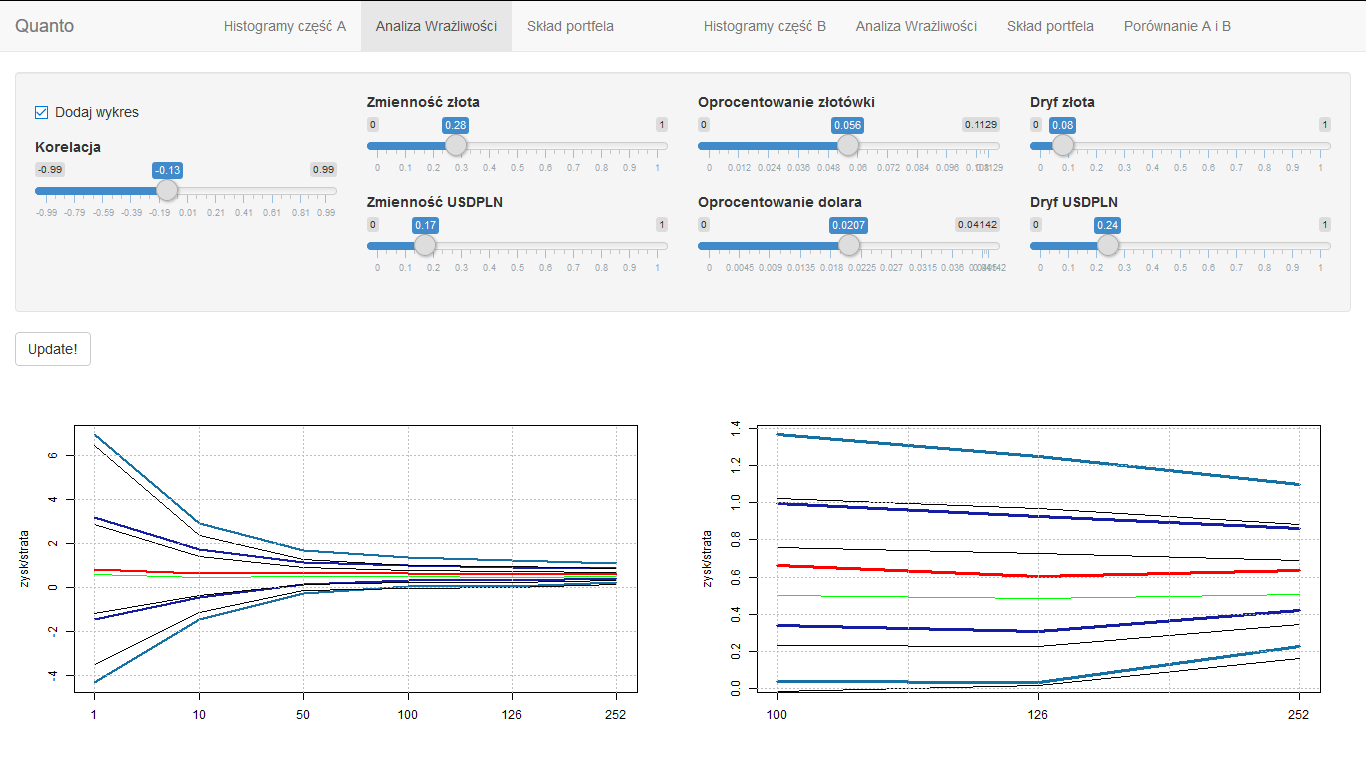 Quanto Histogramy część A Analiza Wrażliwości Skład portfela Histogramy część B Analiza Wrażliwości Skład portfela Porównanie A i B
Dodaj wykres
Korelacja
-0.99 -0.13 0.99
-0.99 -0.79 -0.59 -0.39 -0.19 0.01 0.21 0.41 0.61 0.81 0.99
Zmienność złota
0 0.28 1
0 0.1 0.2 0.3 0.4 0.5 0.6 0.7 0.8 0.9 1
Zmienność USDPLN
0 0.17 1
0 0.1 0.2 0.3 0.4 0.5 0.6 0.7 0.8 0.9 1
Oprocentowanie złotówki
0 0.056 0.1129
0 0.012 0.024 0.036 0.048 0.06 0.072 0.084 0.096
Oprocentowanie dolara
0 0.0207 0.04142
0 0.0045 0.009 0.0135 0.018 0.0225 0.027 0.0315 0.036
Dryf złota
0 0.08 1
0 0.1 0.2 0.3 0.4 0.5 0.6 0.7 0.8 0.9 1
Dryf USDPLN
0 0.24 1
0 0.1 0.2 0.3 0.4 0.5 0.6 0.7 0.8 0.9 1
Update!
zysk/strata
6
4
2
0
-2
-4
1 10 50 100 126 252
zysk/strata
1.4
1.2
1.0
0.8
0.6
0.4
0.2
0.0
100 126 252